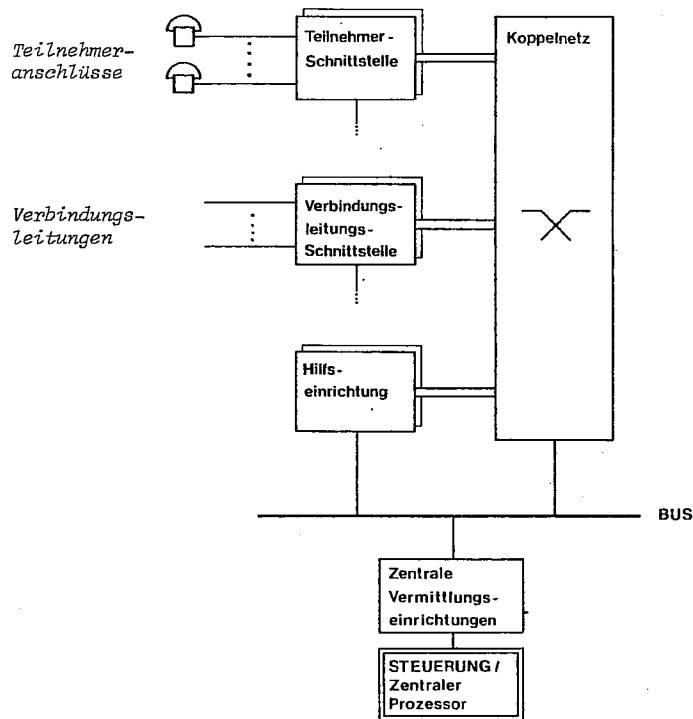 Teilnehmer-
anschlüsse
Teilnehmer-
Schnittstelle
Koppelnetz
Verbindungs-
leitungen
Verbindungs-
leitungs-
Schnittstelle
Hilfs-
einrichtung
BUS
Zentrale
Vermittlungs-
einrichtungen
STEUERUNG /
Zentraler
Prozessor